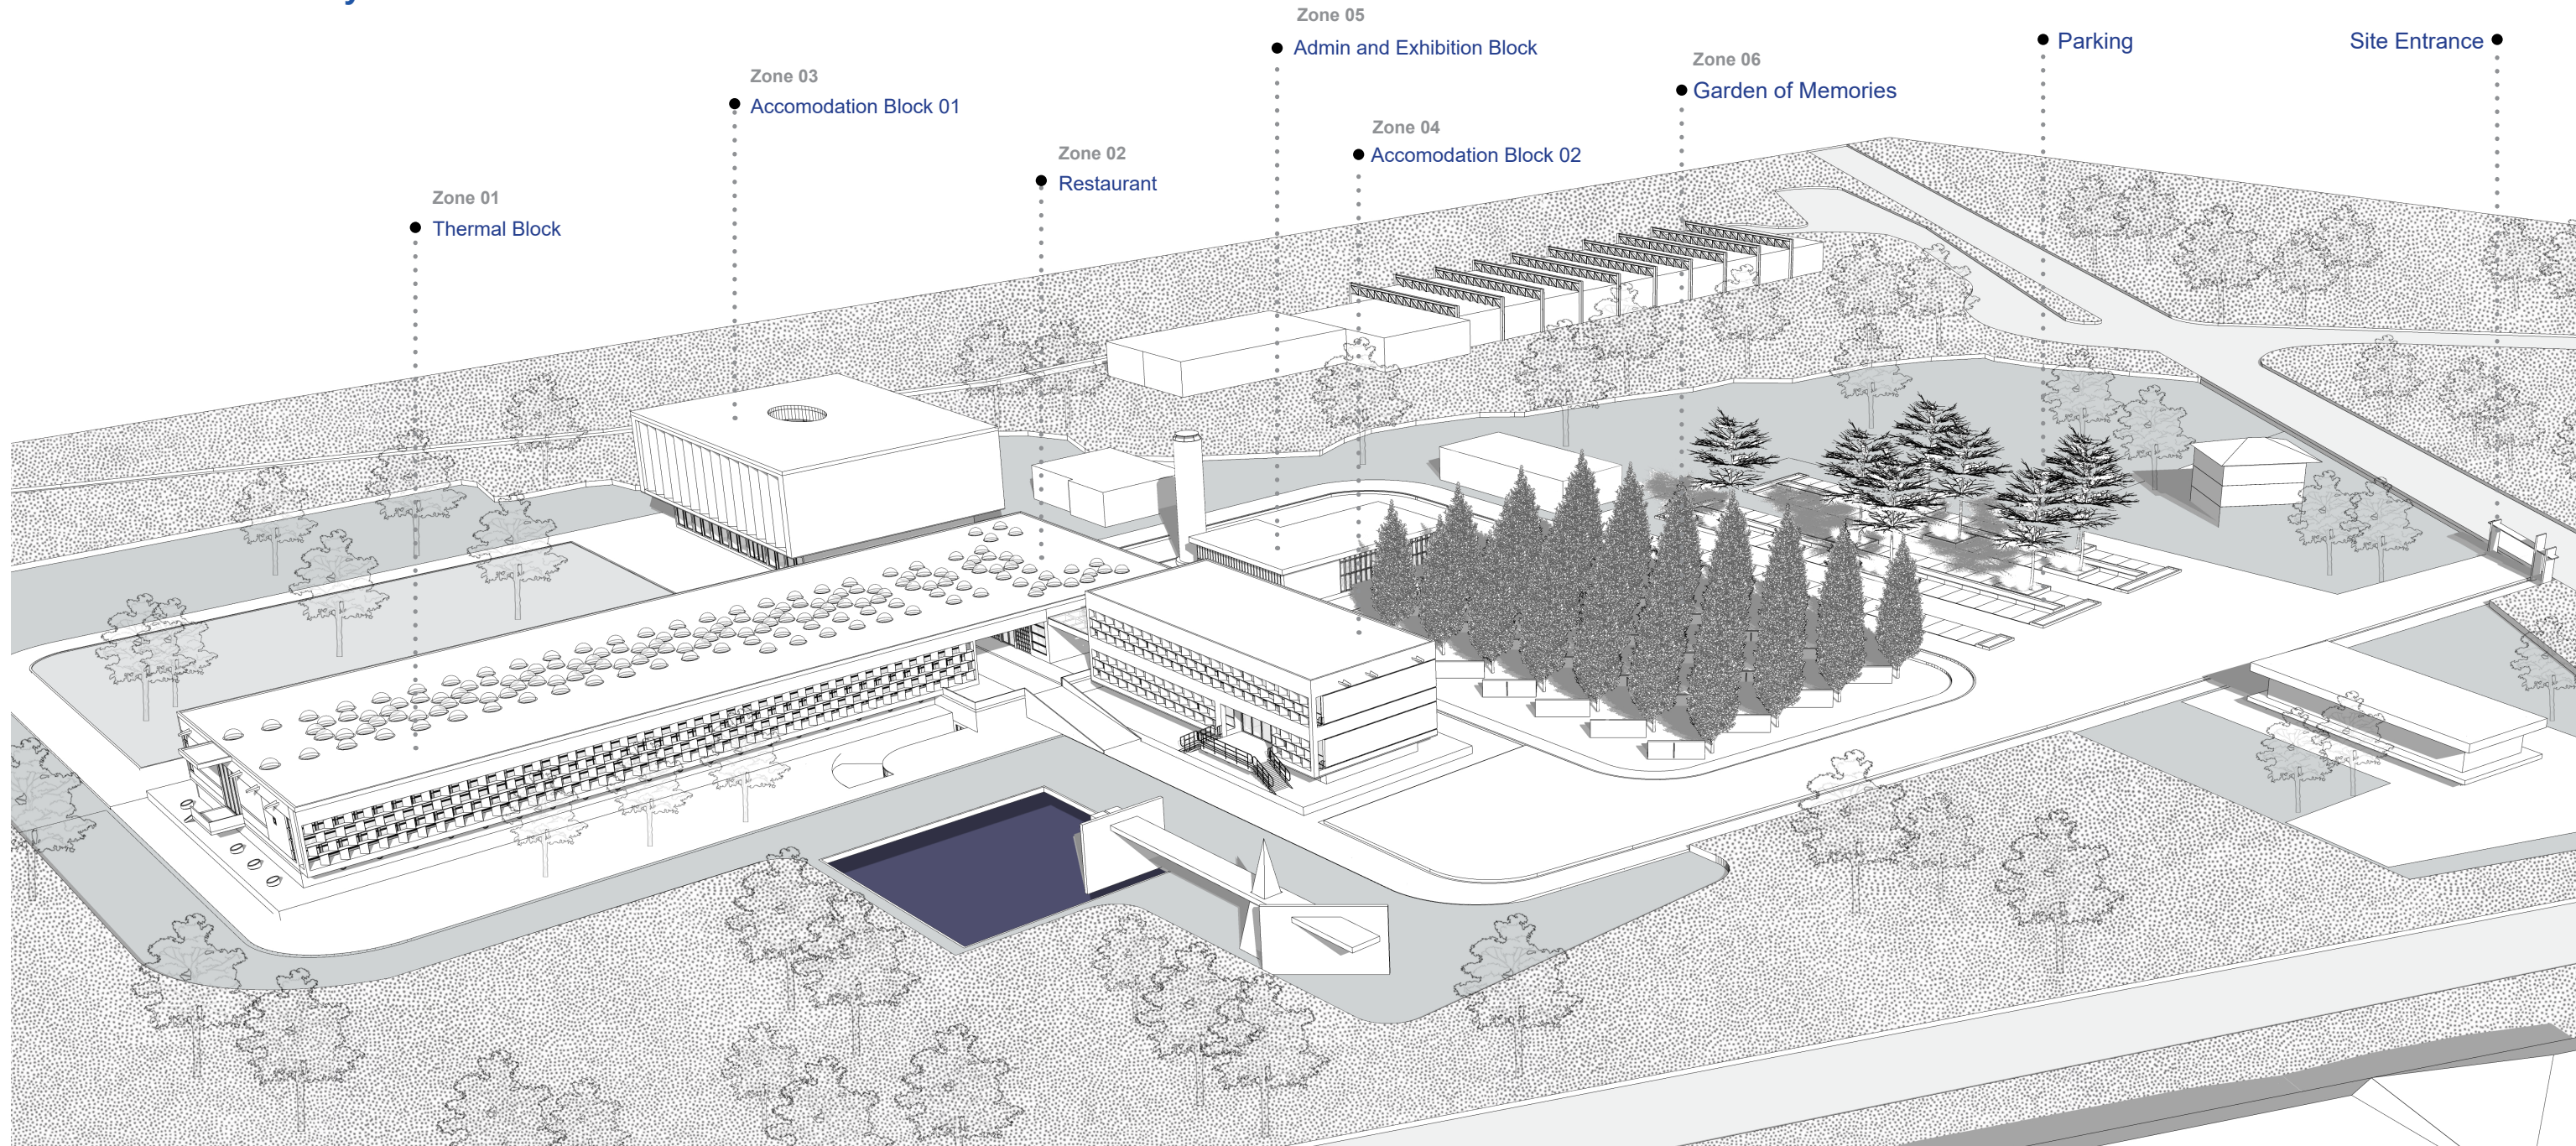 Zone 05
Admin and Exhibition Block
Parking
Site Entrance
Zone 06
Garden of Memories
Zone 03
Accomodation Block 01
Zone 04
Accomodation Block 02
Zone 02
Restaurant
Zone 01
Thermal Block